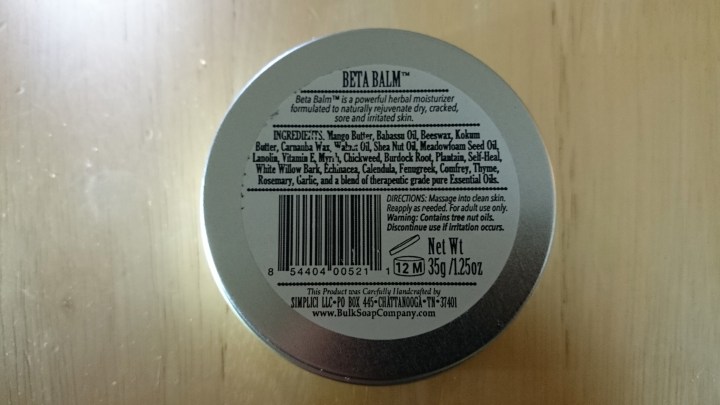 BETA BALM™
Beta Balm™ is a powerful herbal moisturizer
formulated to naturally rejuvenate dry, cracked,
sore and irritated skin.
INGREDIENTS. Mango Butter, Babassu Oil, Beeswax, Kokum
Butter, Carnauba Wax, Walnut Oil, Shea Nut Oil, Meadowfoam Seed Oil,
Lanolin, Vitamin E, Myrrh, Chickweed, Burdock Root, Plantain, Self-Heal,
White Willow Bark, Echinacea, Calendula, Fenugreek, Comfrey, Thyme,
Rosemary, Garlic, and a blend of therapeutic grade pure Essential Oils.
DIRECTIONS: Massage into clean skin.
Reapply as needed. For adult use only.
Warning: Contains tree nut oils.
Discontinue use if irritation occurs.
8 54404 00521 1
12 M
Net Wt
35g /1.25oz
This Product was Carefully Handcrafted by
SIMPLICI LLC-PO BOX 445-CHATTANOOGA-TN-37401
www.BulkSoapCompany.com